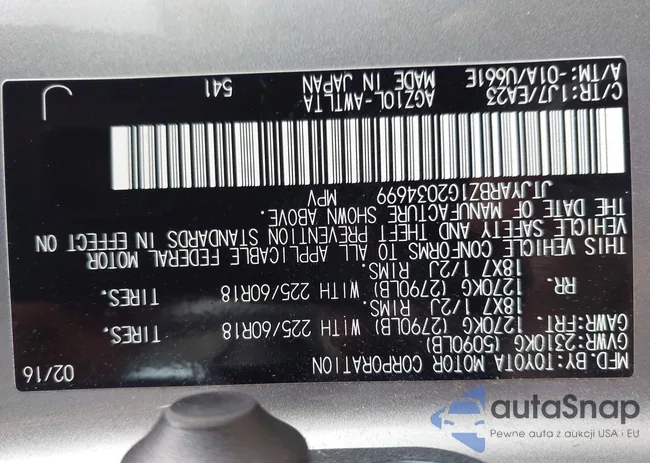 MFD.BY:TOYOTA MOTOR CORPORATION 02/16
GVWR:2310KG (5090LB)
GAWR:FRT. 1270KG (2790LB) WITH 225/60R18 TIRES.
18X7 1/2J RIMS,
RR. 1270KG (2790LB) WITH 225/60R18 TIRES.
18X7 1/2J RIMS.
THIS VEHICLE CONFORMS TO ALL APPLICABLE FEDERAL MOTOR
VEHICLE SAFETY AND THEFT PREVENTION STANDARDS IN EFFECT ON
THE DATE OF MANUFACTURE SHOWN ABOVE.
JTJYARBZ1G2034699 MPV
C/TR:1J7/EA23 AGZ10L-AWTLTA 541
A/TM:-01A/U661E MADE IN JAPAN
J
autaSnap
Pewne auta z aukcji USA i EU